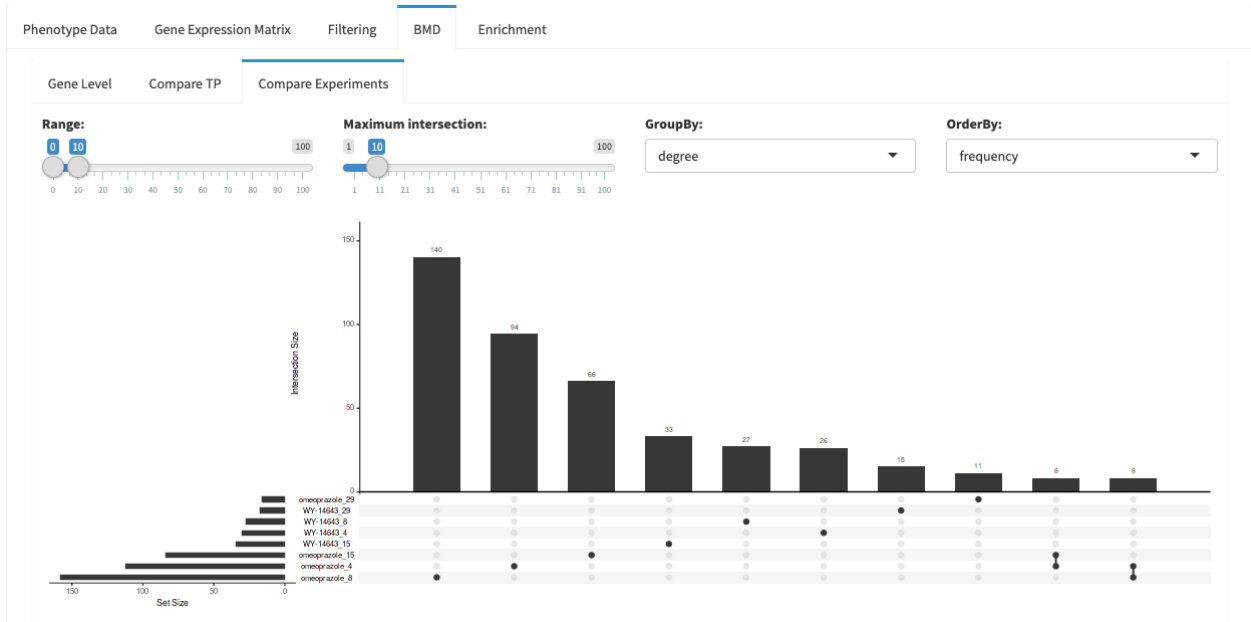 Phenotype Data Gene Expression Matrix Filtering BMD Enrichment
Gene Level Compare TP Compare Experiments
Range: Maximum intersection: GroupBy: OrderBy:
0 10 100 1 10 100
degree frequency
0 10 20 30 40 50 60 70 80 90 100 1 11 21 31 41 51 61 71 81 91 100
150
140
100
94
Intersection Size
66
50
33
27
26
15
11
8
8
0
omeoprazole_29
WY-14643_29
WY-14643_8
WY-14643_4
WY-14643_15
omeoprazole_15
omeoprazole_4
omeoprazole_8
150 100 50 0
Set Size